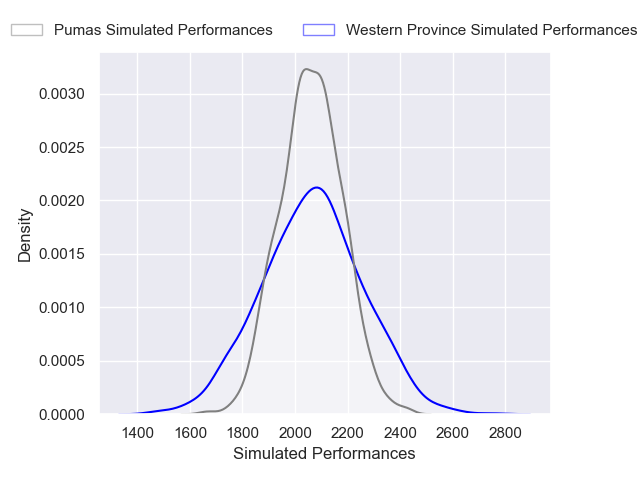 Pumas Simulated Performances
Western Province Simulated Performances
0.0030
0.0025
0.0020
0.0015
0.0010
0.0005
0.0000
Density
1400 1600 1800 2000 2200 2400 2600 2800
Simulated Performances